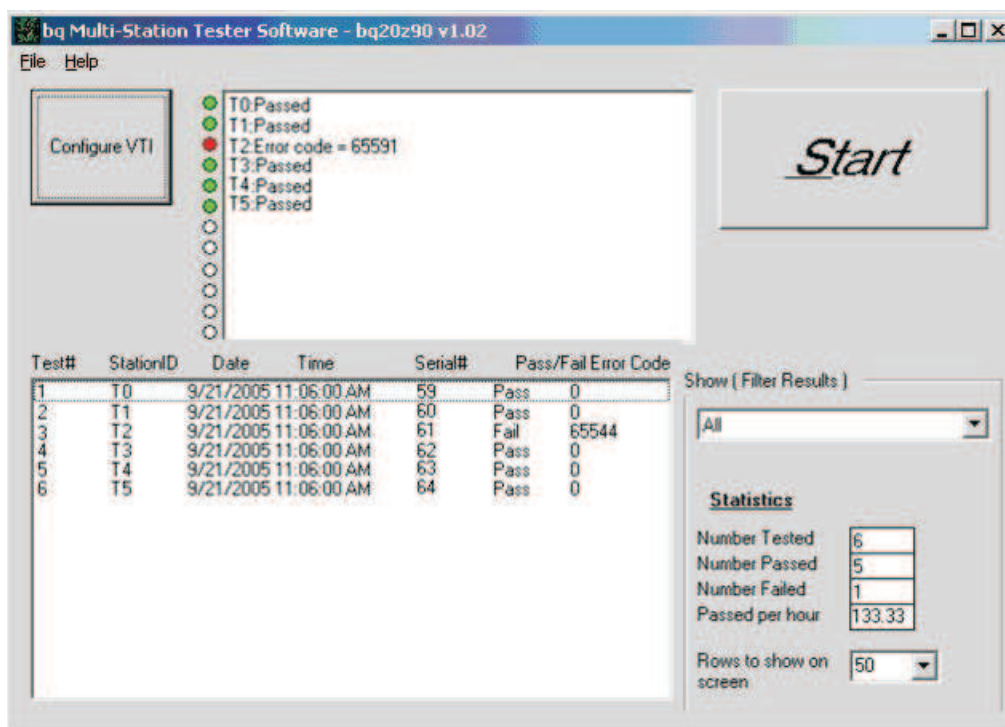 bq Multi-Station Tester Software - bq20z90 v1.02
File Help
Configure VTI
T0:Passed
T1:Passed
T2:Error code = 65591
T3:Passed
T4:Passed
T5:Passed
Start
Test# StationID Date Time Serial# Pass/Fail Error Code
1 T0 9/21/2005 11:06:00 AM 59 Pass 0
2 T1 9/21/2005 11:06:00 AM 60 Pass 0
3 T2 9/21/2005 11:06:00 AM 61 Fail 65544
4 T3 9/21/2005 11:06:00 AM 62 Pass 0
5 T4 9/21/2005 11:06:00 AM 63 Pass 0
6 T5 9/21/2005 11:06:00 AM 64 Pass 0
Show ( Filter Results )
All
Statistics
Number Tested 6
Number Passed 5
Number Failed 1
Passed per hour 133.33
Rows to show on screen 50